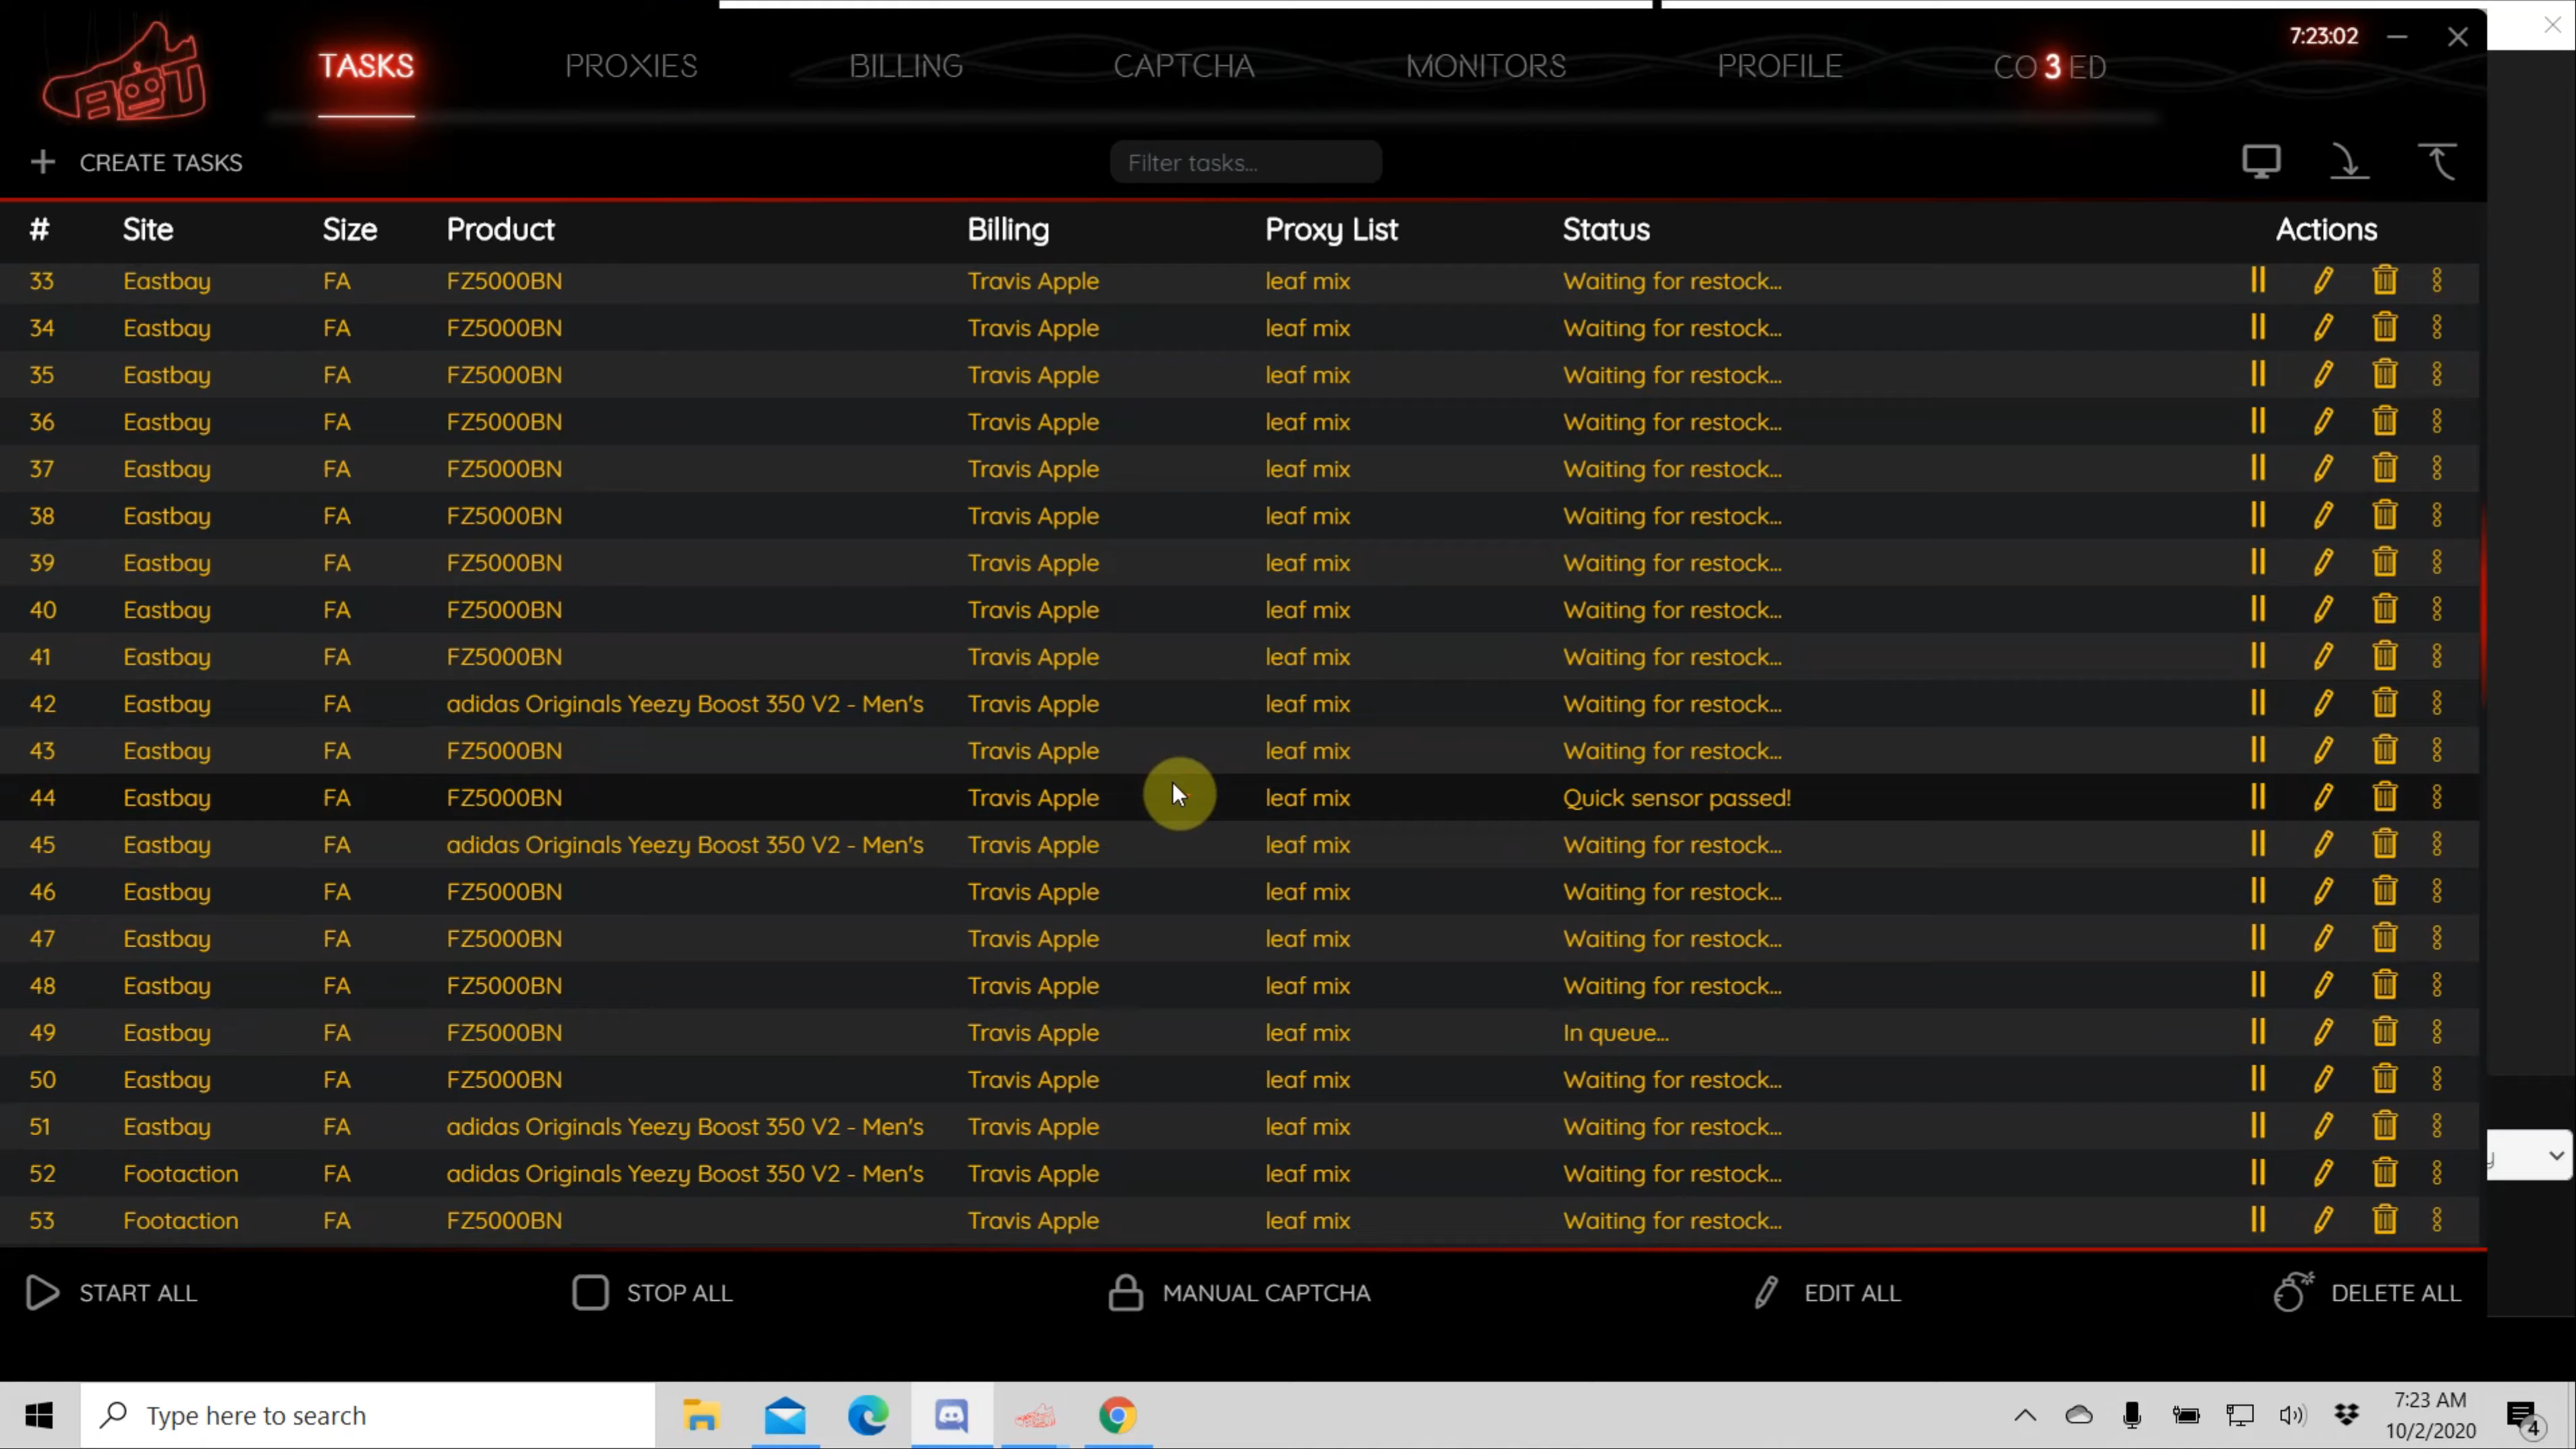 TASKS PROXIES BILLING CAPTCHA MONITORS PROFILE CO 3 ED 7:23:02
CREATE TASKS Filter tasks...
# Site Size Product Billing Proxy List Status Actions
33 Eastbay FA FZ5000BN Travis Apple leaf mix Waiting for restock...
34 Eastbay FA FZ5000BN Travis Apple leaf mix Waiting for restock...
35 Eastbay FA FZ5000BN Travis Apple leaf mix Waiting for restock...
36 Eastbay FA FZ5000BN Travis Apple leaf mix Waiting for restock...
37 Eastbay FA FZ5000BN Travis Apple leaf mix Waiting for restock...
38 Eastbay FA FZ5000BN Travis Apple leaf mix Waiting for restock...
39 Eastbay FA FZ5000BN Travis Apple leaf mix Waiting for restock...
40 Eastbay FA FZ5000BN Travis Apple leaf mix Waiting for restock...
41 Eastbay FA FZ5000BN Travis Apple leaf mix Waiting for restock...
42 Eastbay FA adidas Originals Yeezy Boost 350 V2 - Men's Travis Apple leaf mix Waiting for restock...
43 Eastbay FA FZ5000BN Travis Apple leaf mix Waiting for restock...
44 Eastbay FA FZ5000BN Travis Apple leaf mix Quick sensor passed!
45 Eastbay FA adidas Originals Yeezy Boost 350 V2 - Men's Travis Apple leaf mix Waiting for restock...
46 Eastbay FA FZ5000BN Travis Apple leaf mix Waiting for restock...
47 Eastbay FA FZ5000BN Travis Apple leaf mix Waiting for restock...
48 Eastbay FA FZ5000BN Travis Apple leaf mix Waiting for restock...
49 Eastbay FA FZ5000BN Travis Apple leaf mix In queue...
50 Eastbay FA FZ5000BN Travis Apple leaf mix Waiting for restock...
51 Eastbay FA adidas Originals Yeezy Boost 350 V2 - Men's Travis Apple leaf mix Waiting for restock...
52 Footaction FA adidas Originals Yeezy Boost 350 V2 - Men's Travis Apple leaf mix Waiting for restock...
53 Footaction FA FZ5000BN Travis Apple leaf mix Waiting for restock...
START ALL STOP ALL MANUAL CAPTCHA EDIT ALL DELETE ALL
Type here to search
7:23 AM
10/2/2020
4